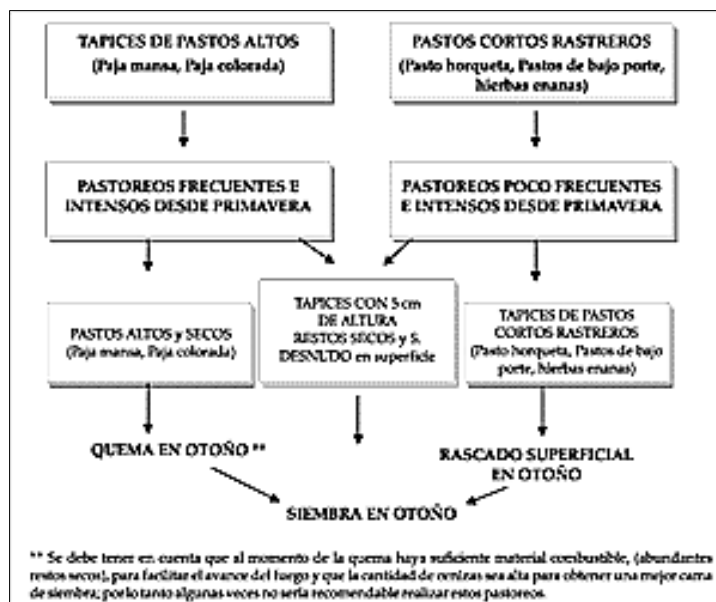 TAPICES DE PASTOS ALTOS
(Paja mansa, Paja colorada)
PASTOS CORTOS RASTREROS
(Pasto horqueta, Pastos de bajo porte,
hierbas enanas)
PASTOREOS FRECUENTES E
INTENSOS DESDE PRIMAVERA
PASTOREOS POCO FRECUENTES
E INTENSOS DESDE PRIMAVERA
PASTOS ALTOS y SECOS
(Paja mansa, Paja colorada)
TAPICES CON 5 cm
DE ALTURA
RESTOS SECOS y S.
DESNUDO en superficie
TAPICES DE PASTOS
CORTOS RASTREROS
(Pasto horqueta, Pastos de bajo
porte, hierbas enanas)
QUEMA EN OTOÑO **
RASCADO SUPERFICIAL
EN OTOÑO
SIEMBRA EN OTOÑO
** Se debe tener en cuenta que al momento de la quema haya suficiente material combustible, (abundantes
restos secos), para facilitar el avance del fuego y que la cantidad de cenizas sea alta para obtener una mejor cama
de siembra; por lo tanto algunas veces no sería recomendable realizar estos pastoreos.